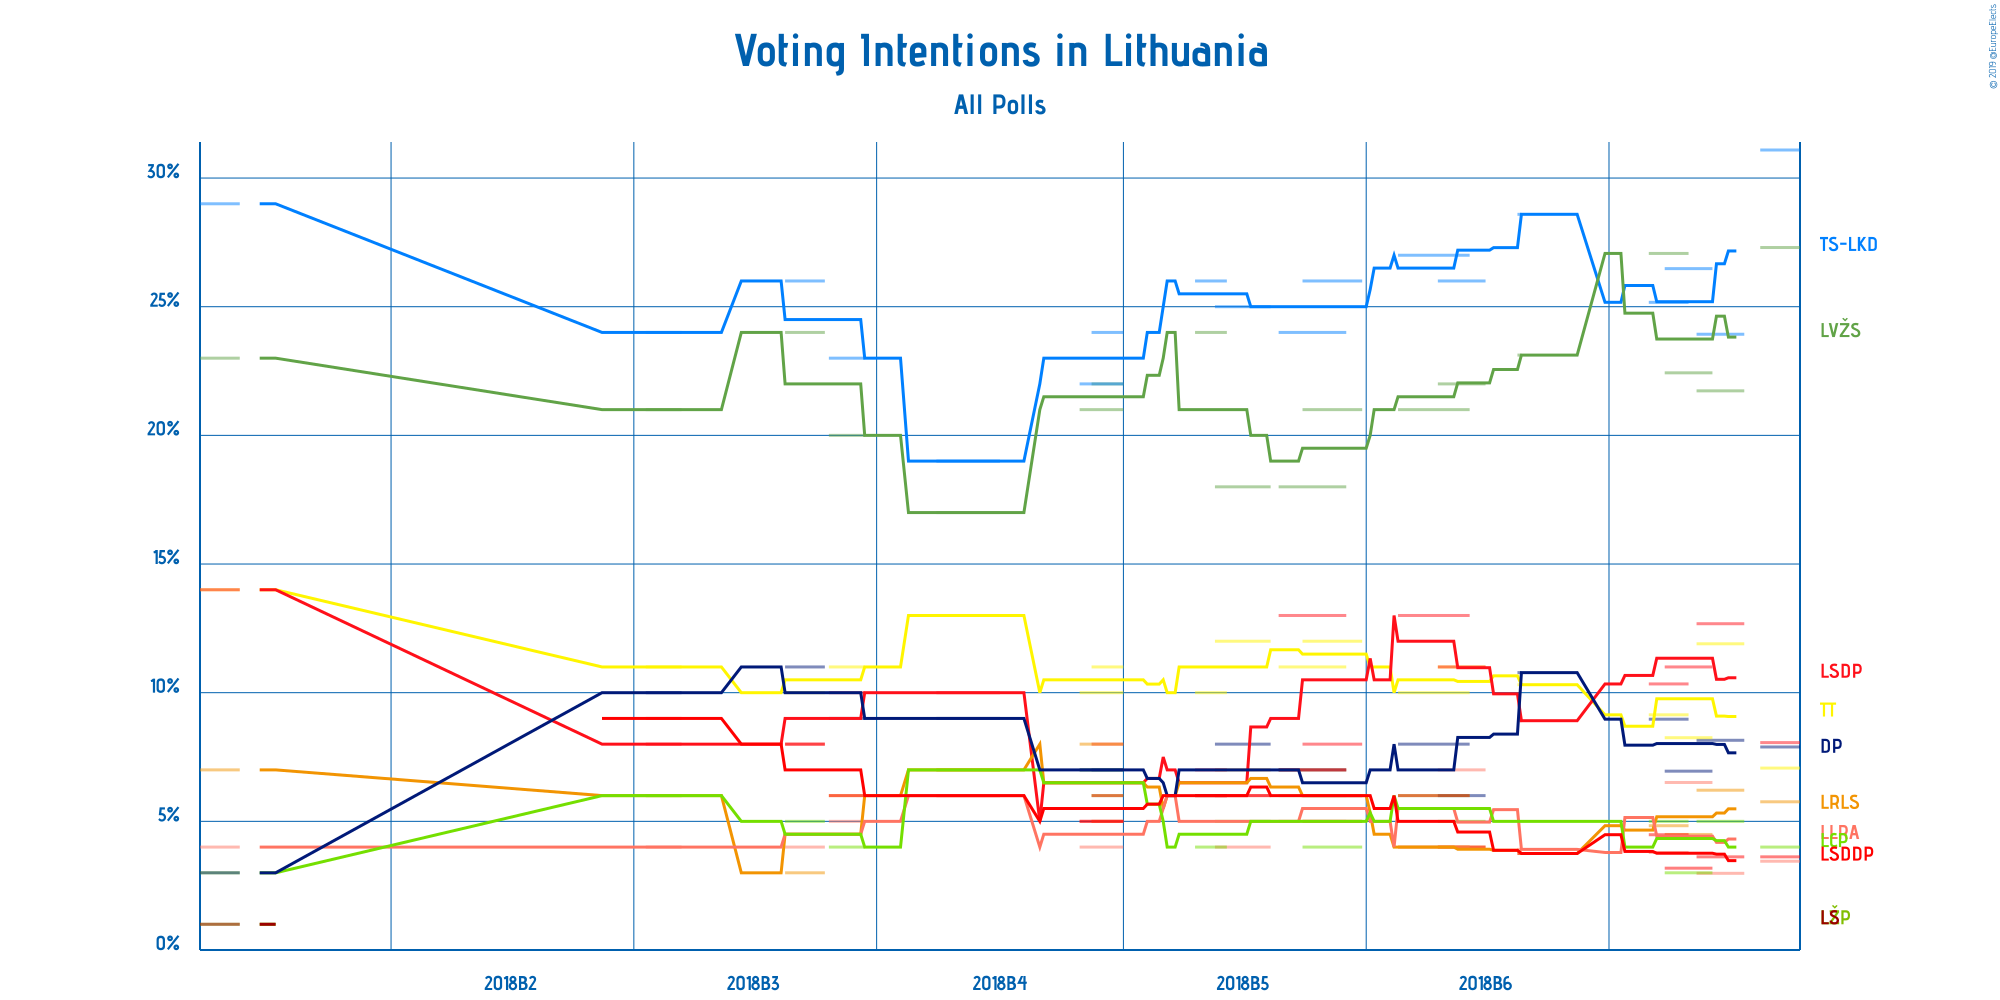 © 2019 @EuropeElects
Voting Intentions in Lithuania
All Polls
30%
25%
20%
15%
10%
5%
0%
TS-LKD
LVŽS
LSDP
TT
DP
LRLS
LLRA
LSDDP
LS
2018B2 2018B3 2018B4 2018B5 2018B6